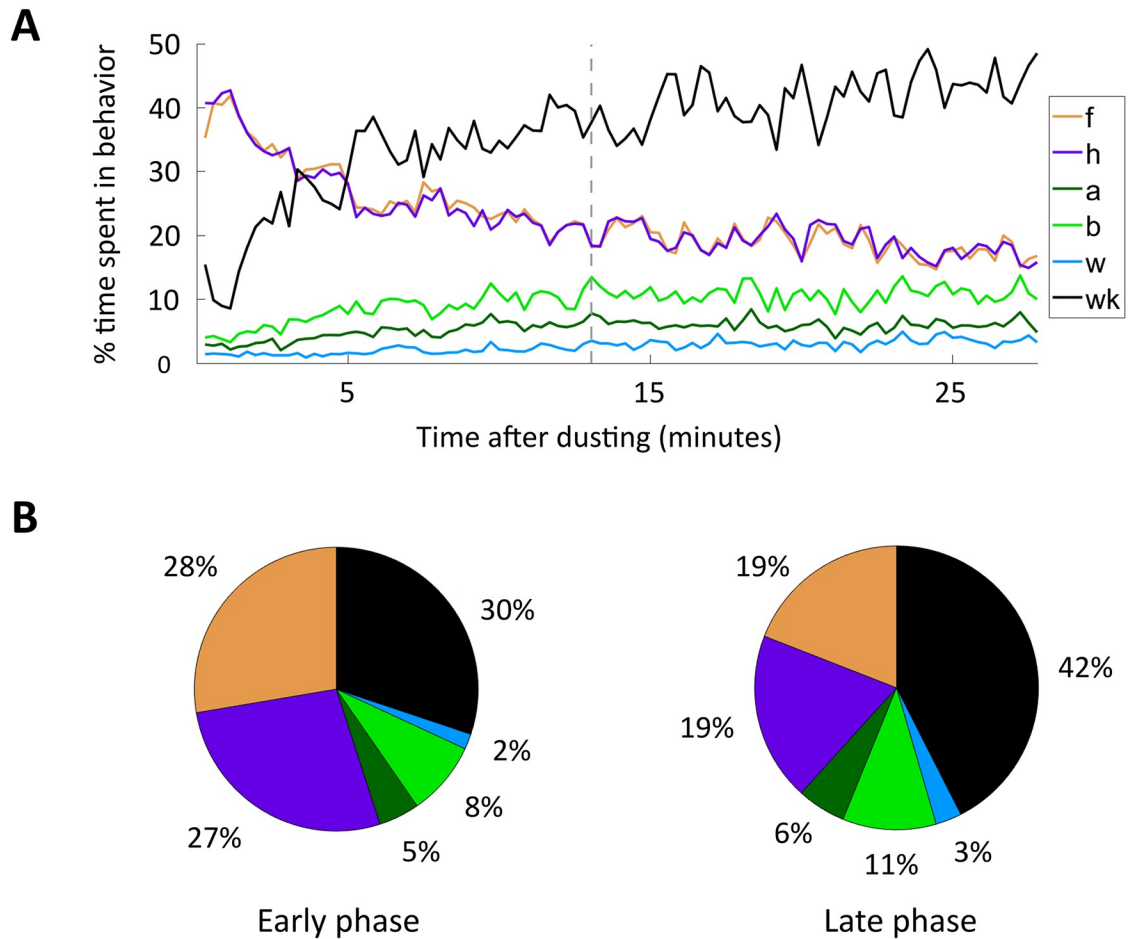 A
% time spent in behavior
50
40
30
20
10
0
5
15
25
Time after dusting (minutes)
f
h
a
b
w
wk
B
28%
30%
2%
8%
5%
27%
Early phase
19%
42%
3%
11%
6%
19%
Late phase